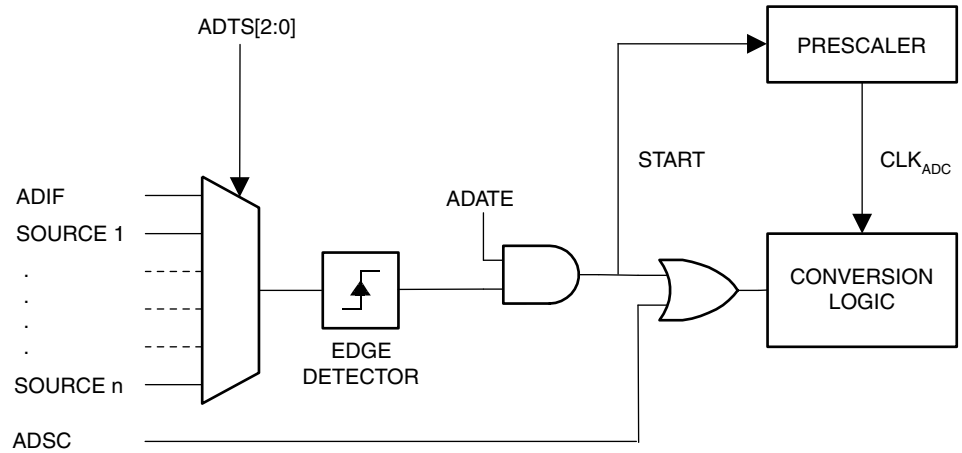 ADTS[2:0]
PRESCALER
START
CLKADC
ADIF
ADATE
SOURCE 1
.
.
.
.
CONVERSION
LOGIC
EDGE
DETECTOR
SOURCE n
ADSC